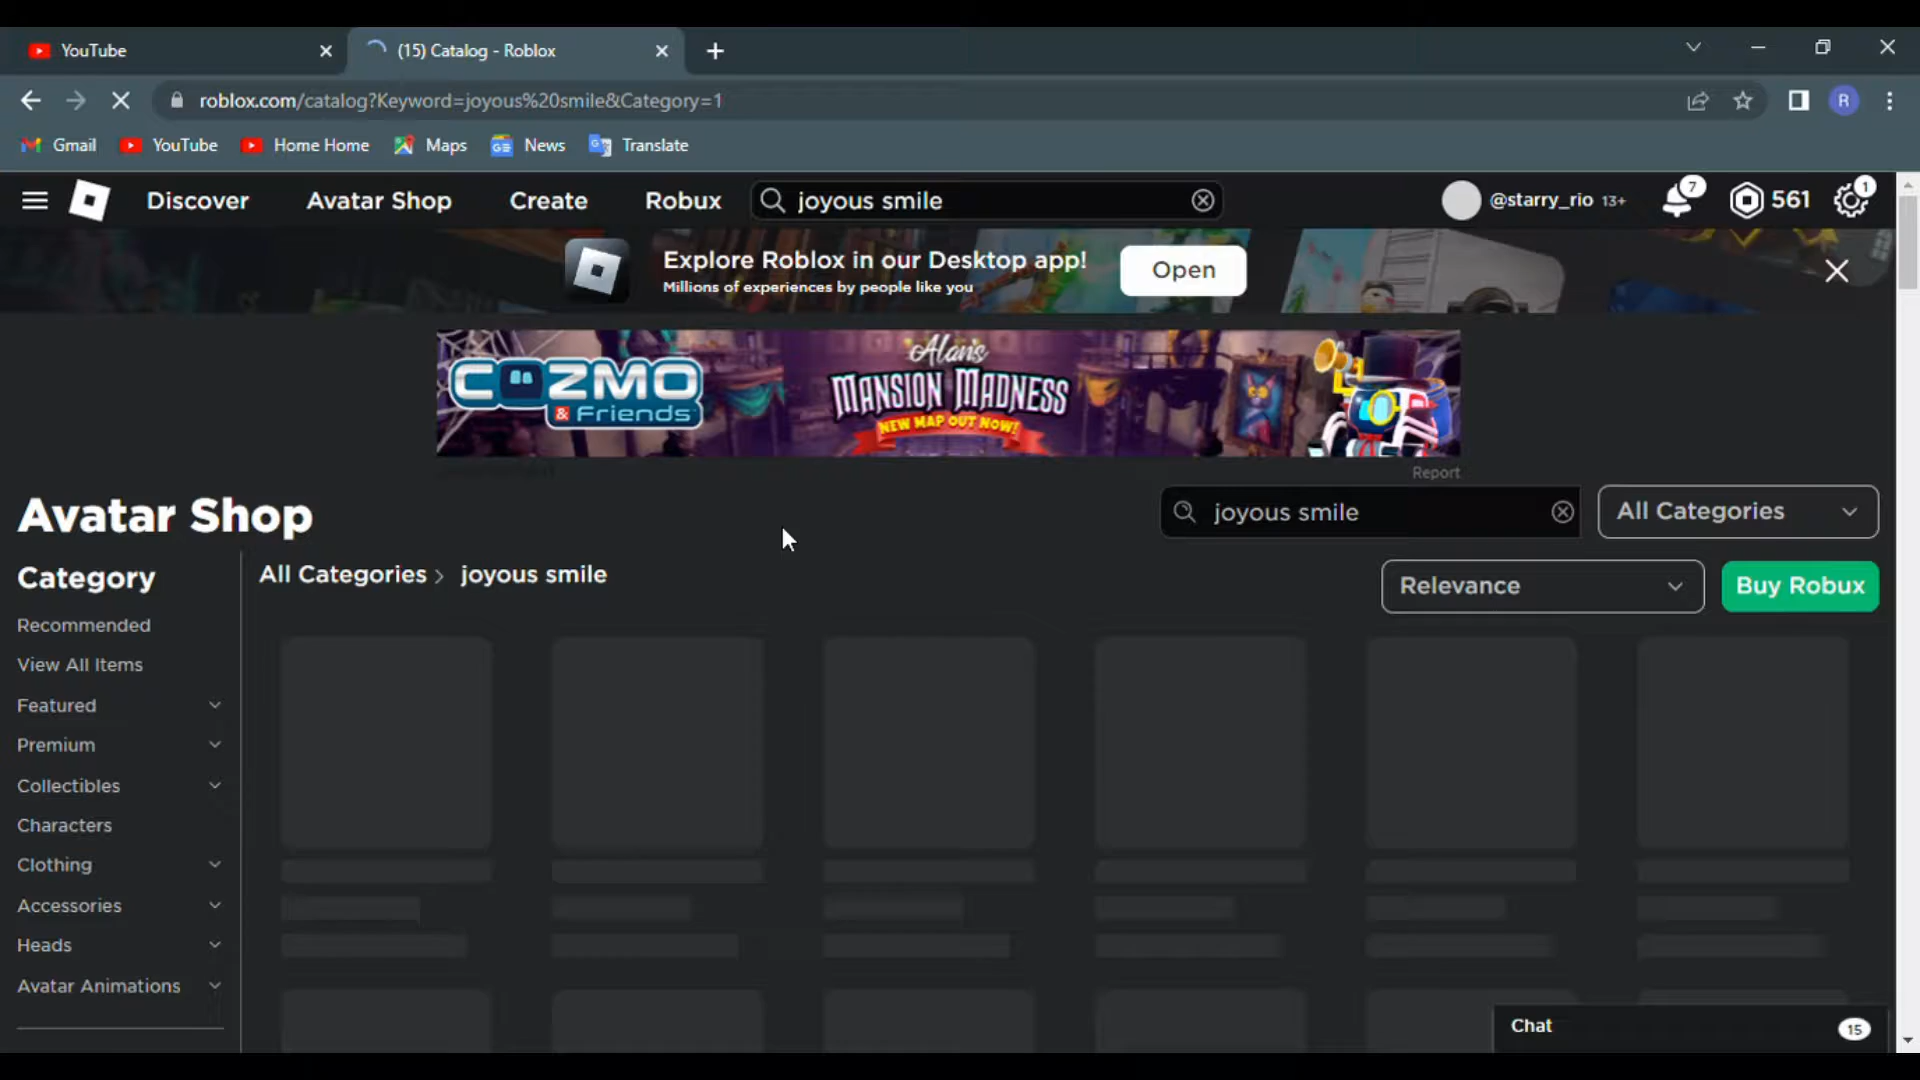 YouTube
(15) Catalog - Roblox
roblox.com/catalog?Keyword=joyous%20smile&Category=1
R
Gmail
YouTube
Home Home
Maps
News
Translate
Discover
Avatar Shop
Create
Robux
joyous smile
@starry_rio 13+
7
561
1
Explore Roblox in our Desktop app!
Millions of experiences by people like you
Open
COZMO
& Friends
Alan's
MANSION MADNESS
NEW MAP OUT NOW!
Report
Avatar Shop
joyous smile
All Categories
Category
All Categories > joyous smile
Relevance
Buy Robux
Recommended
View All Items
Featured
Premium
Collectibles
Characters
Clothing
Accessories
Heads
Avatar Animations
Chat
15